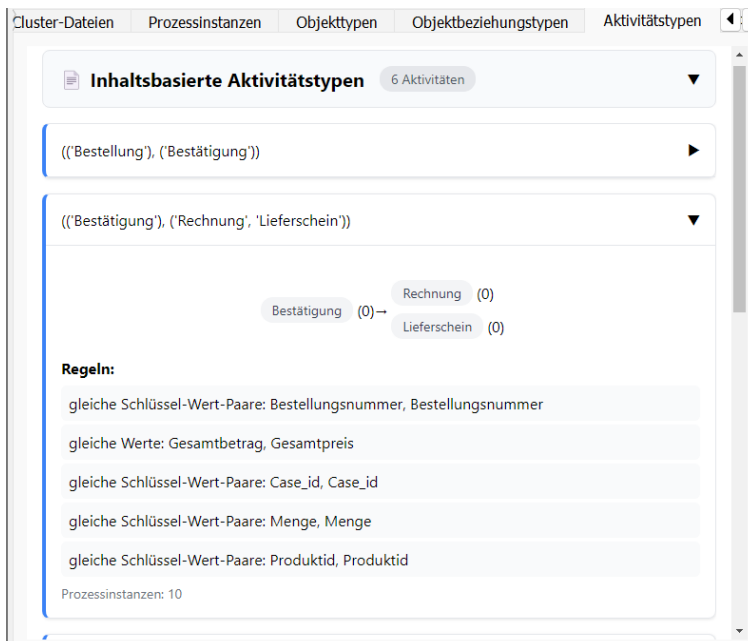 Cluster-Dateien Prozessinstanzen Objekttypen Objektbeziehungstypen Aktivitätstypen
Inhaltsbasierte Aktivitätstypen 6 Aktivitäten
(('Bestellung'), ('Bestätigung'))
(('Bestätigung'), ('Rechnung', 'Lieferschein'))
Rechnung (0)
Bestätigung (0)→
Lieferschein (0)
Regeln:
gleiche Schlüssel-Wert-Paare: Bestellungsnummer, Bestellungsnummer
gleiche Werte: Gesamtbetrag, Gesamtpreis
gleiche Schlüssel-Wert-Paare: Case_id, Case_id
gleiche Schlüssel-Wert-Paare: Menge, Menge
gleiche Schlüssel-Wert-Paare: Produktid, Produktid
Prozessinstanzen: 10